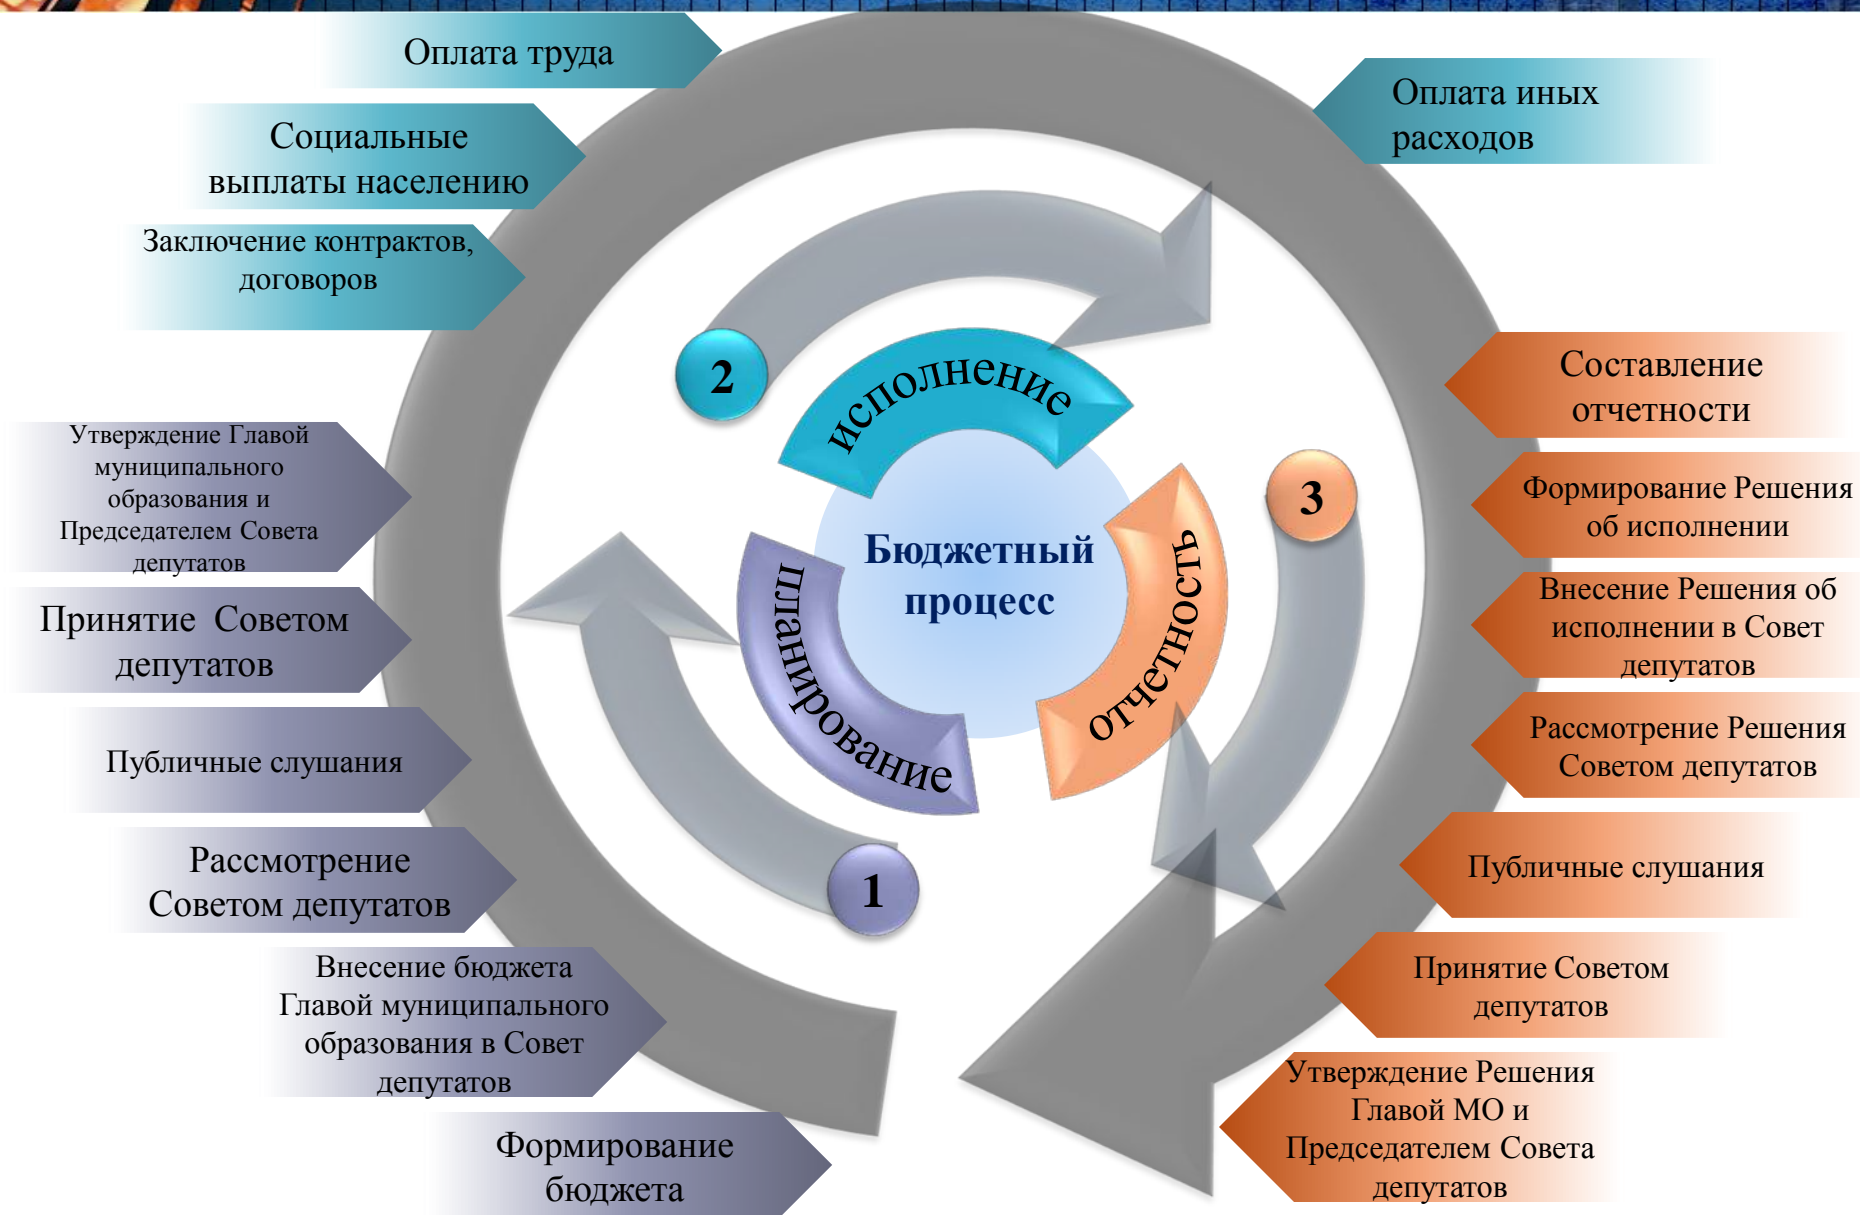 Оплата труда
Социальные
выплаты населению
Заключение контрактов,
договоров
Оплата иных
расходов
2
исполнение
Утверждение Главой
муниципального
образования и
Председателем Совета
депутатов
Принятие Советом
депутатов
Публичные слушания
Рассмотрение
Советом депутатов
Внесение бюджета
Главой муниципального
образования в Совет
депутатов
Формирование
бюджета
1
планирование
Бюджетный
процесс
3
отчетность
Составление
отчетности
Формирование Решения
об исполнении
Внесение Решения об
исполнении в Совет
депутатов
Рассмотрение Решения
Советом депутатов
Публичные слушания
Принятие Советом
депутатов
Утверждение Решения
Главой МО и
Председателем Совета
депутатов